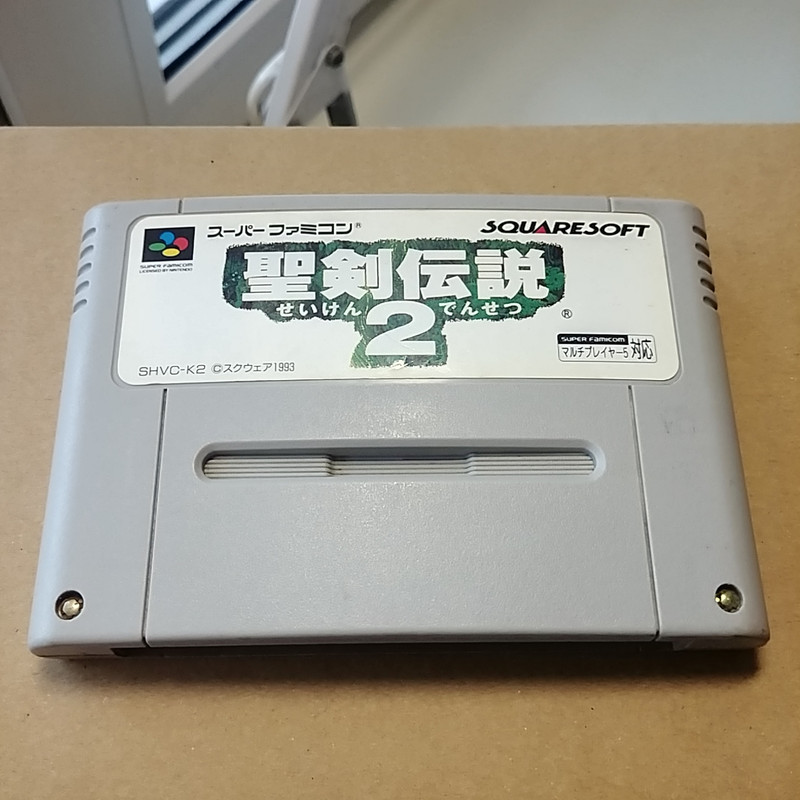 スーパーファミコン®
SQUARESOFT
SUPER FAMICOM
LICENSED BY NINTENDO
聖剣伝説
せいけん でんせつ
2
®
SUPER FAMICOM
マルチプレイヤー5 対応
SHVC-K2 ©スクウェア1993